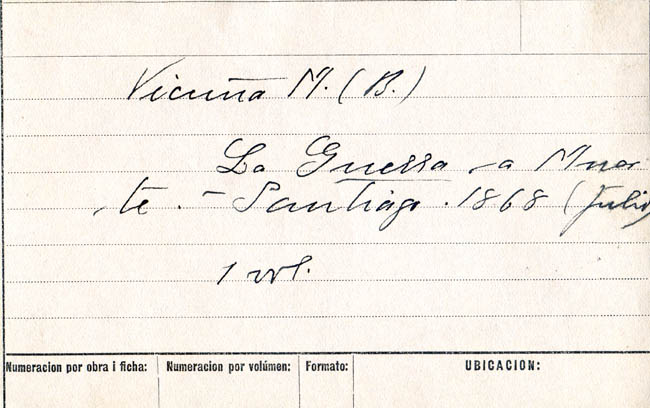 Vicuña M. (B.)
La Guerra a Muer
te. - Santiago. 1868 (Julio
1 vol.
Numeracion por obra i ficha: Numeracion por volúmen: Formato: UBICACION: